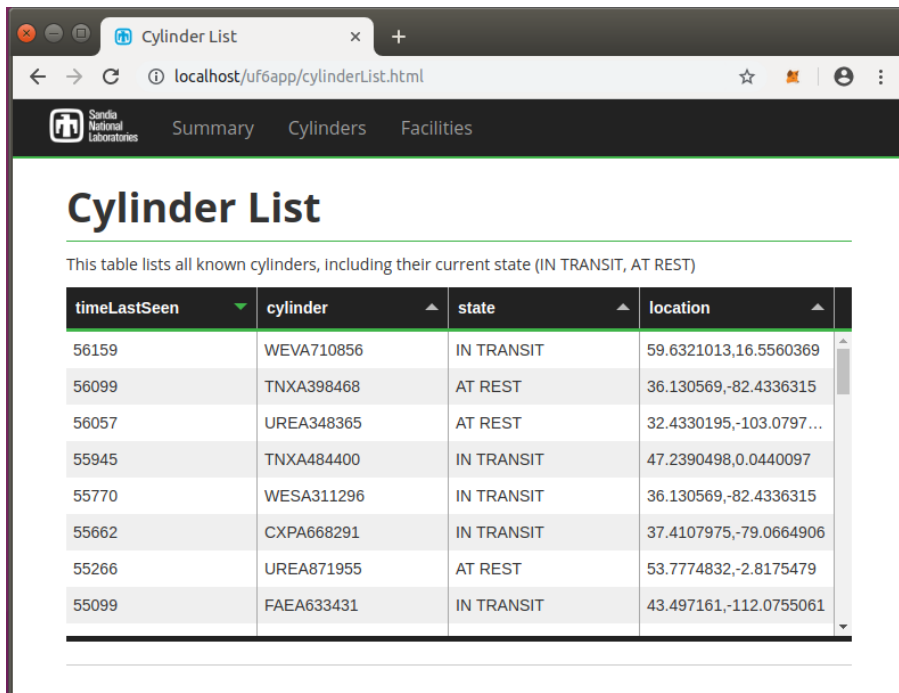 Cylinder List
localhost/uf6app/cylinderList.html
Sandia
National
Laboratories
Summary Cylinders Facilities
Cylinder List
This table lists all known cylinders, including their current state (IN TRANSIT, AT REST)
timeLastSeen cylinder state location
56159 WEVA710856 IN TRANSIT 59.6321013,16.5560369
56099 TNXA398468 AT REST 36.130569,-82.4336315
56057 UREA348365 AT REST 32.4330195,-103.0797…
55945 TNXA484400 IN TRANSIT 47.2390498,0.0440097
55770 WESA311296 IN TRANSIT 36.130569,-82.4336315
55662 CXPA668291 IN TRANSIT 37.4107975,-79.0664906
55266 UREA871955 AT REST 53.7774832,-2.8175479
55099 FAEA633431 IN TRANSIT 43.497161,-112.0755061